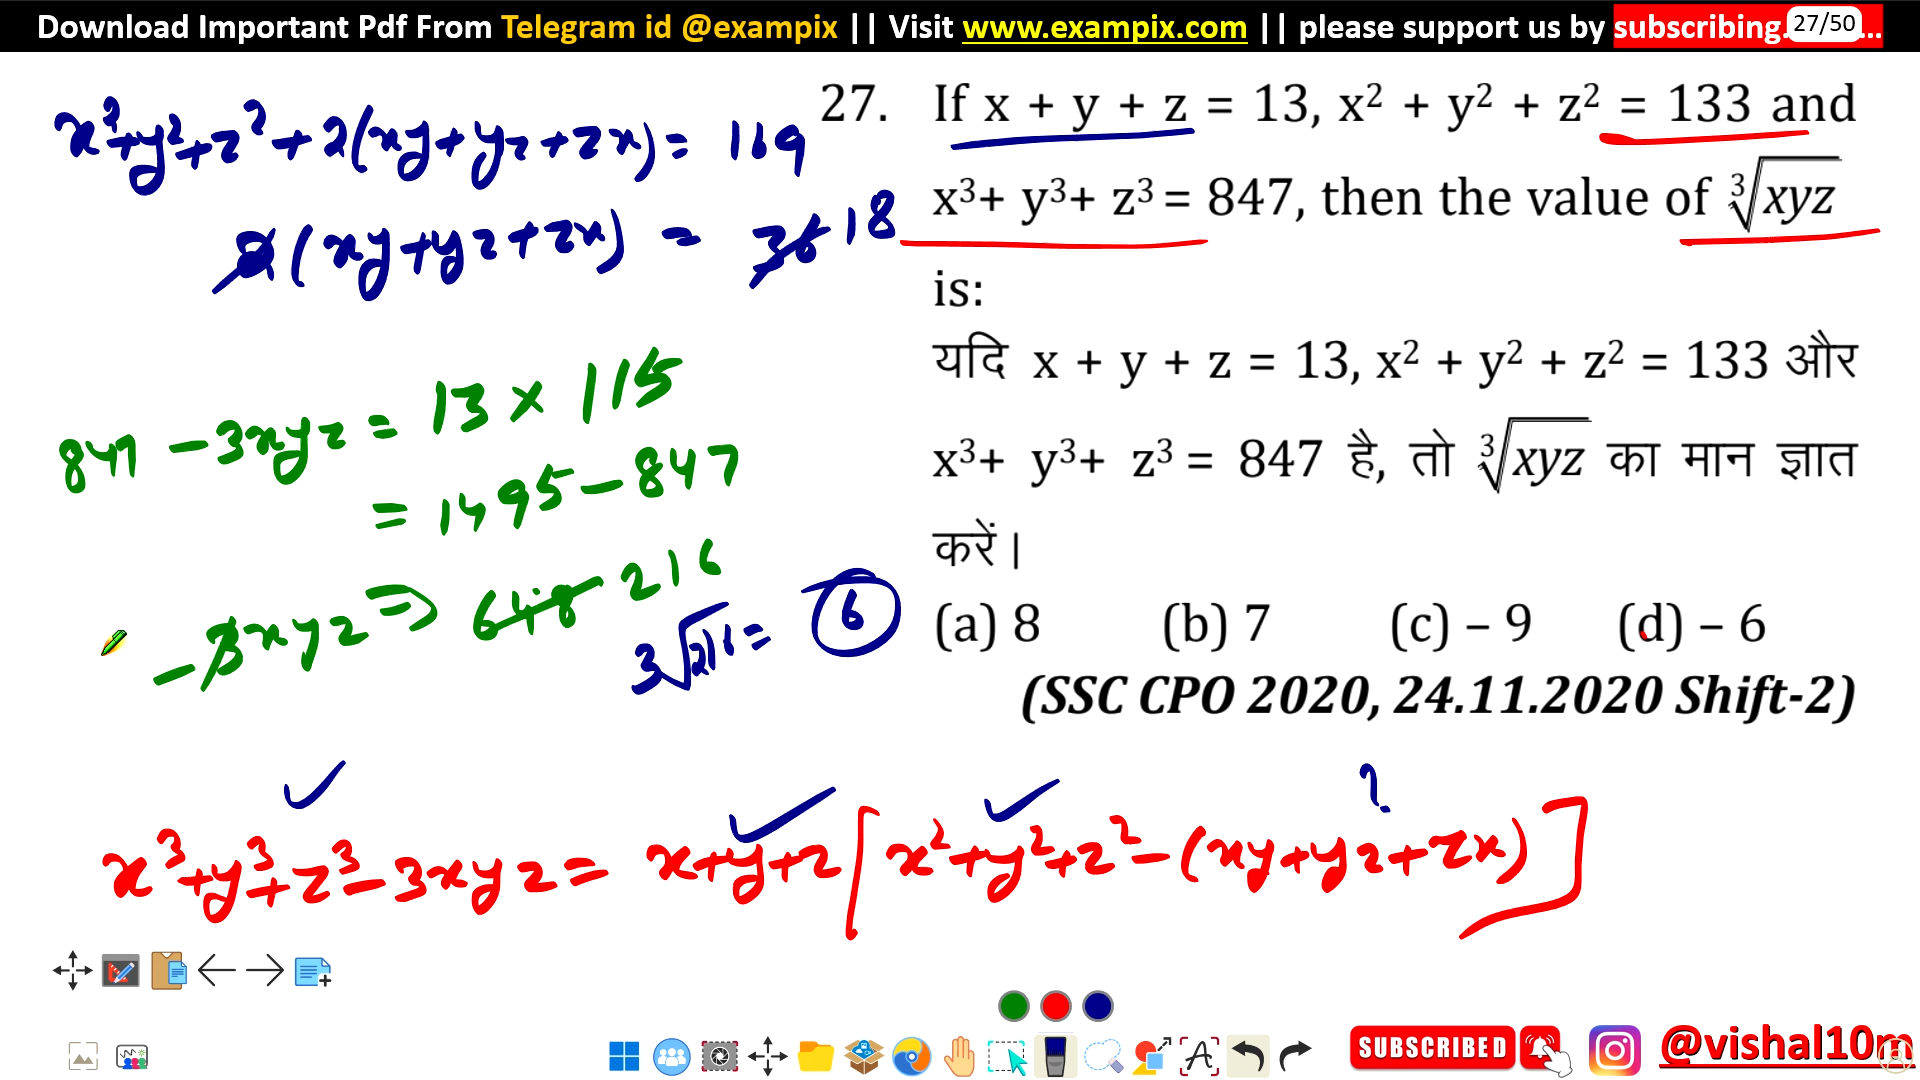 Download Important Pdf From Telegram id @exampix || Visit www.exampix.com || please support us by subscribing.
27/50
...
x³+y²+z²+2(xy+yz+zx)= 169
2(xy+yz+zx) = 36 18
847 -3xyz = 13 × 115
= 1495-847
-3xyz => 648 216
3√216 = 6
27. If x + y + z = 13, x² + y² + z² = 133 and
x³+ y³+ z³ = 847, then the value of ∛xyz
is:
यदि x + y + z = 13, x² + y² + z² = 133 और
x³+ y³+ z³ = 847 है, तो ∛xyz का मान ज्ञात
करें।
(a) 8 (b) 7 (c) – 9 (d) – 6
(SSC CPO 2020, 24.11.2020 Shift-2)
?
x³+y³+z³-3xyz = x+y+z[x²+y²+z²-(xy+yz+zx)]
SUBSCRIBED
@vishal10m